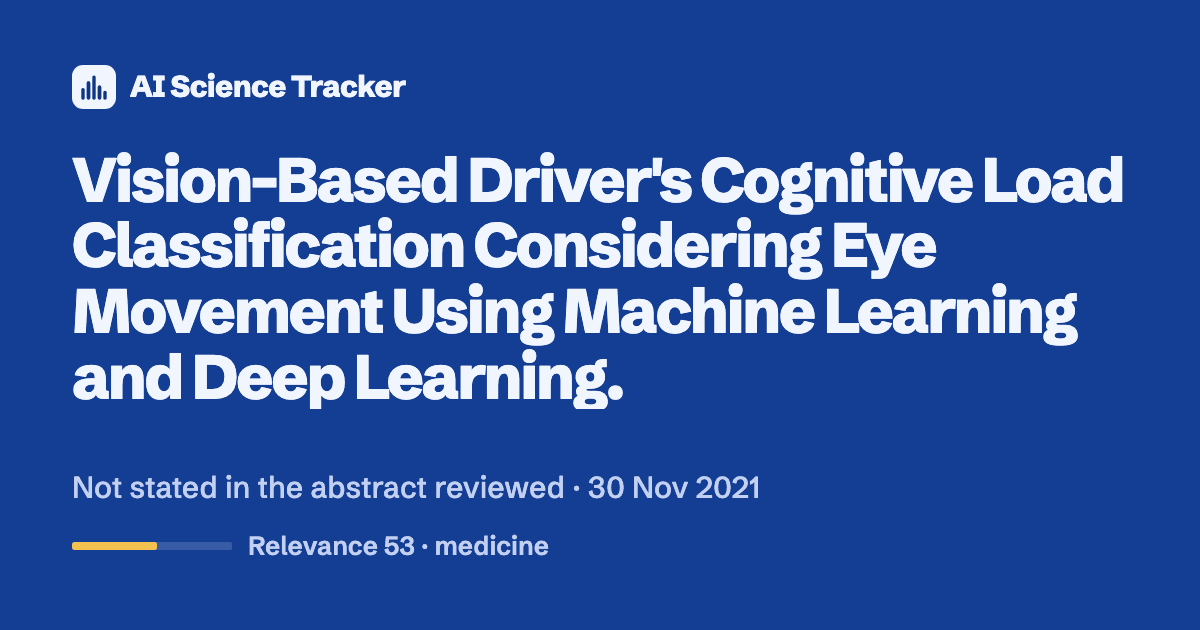 AI Science Tracker
Vision-Based Driver's Cognitive Load
Classification Considering Eye
Movement Using Machine Learning
and Deep Learning.
Not stated in the abstract reviewed · 30 Nov 2021
Relevance 53 · medicine